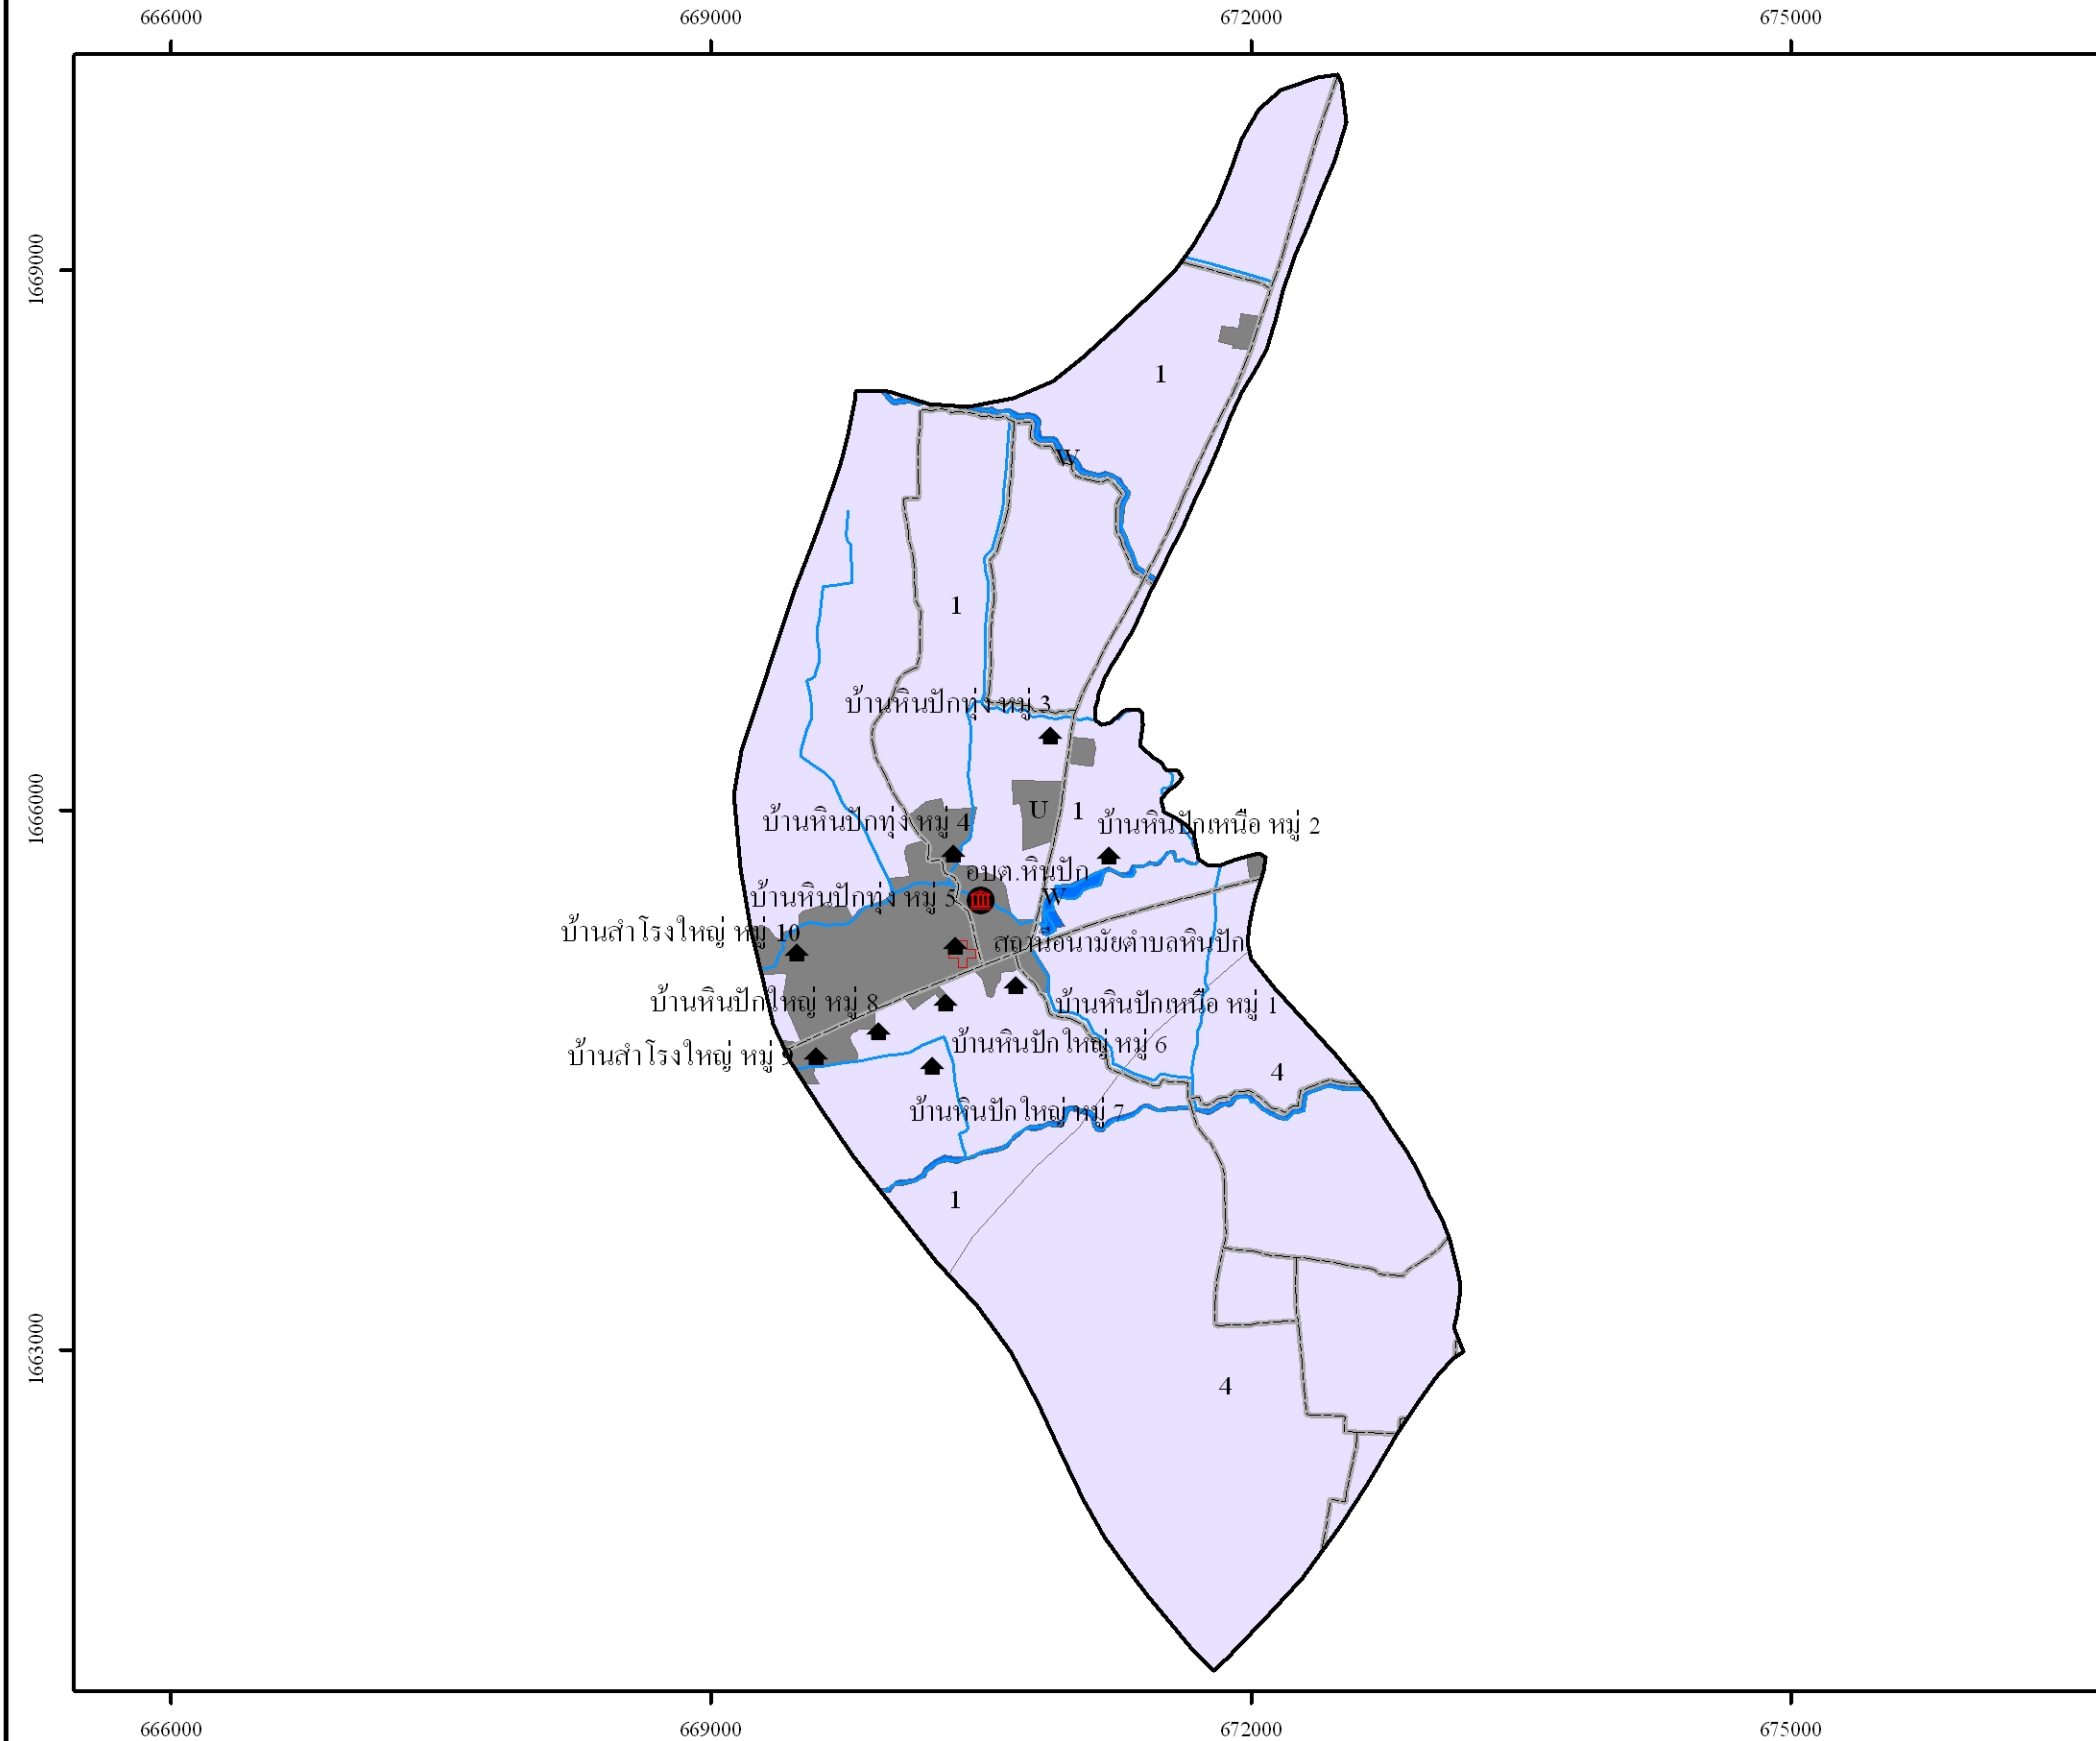 666000 669000 672000 675000
1669000
1
W
1
บ้านหินปักทุ่ง หมู่ 3
1666000
U
1
บ้านหินปักทุ่ง หมู่ 4
บ้านหินปักเหนือ หมู่ 2
อบต.หินปัก
บ้านหินปักทุ่ง หมู่ 5
W
บ้านสำโรงใหญ่ หมู่ 10
สถานีอนามัยตำบลหินปัก
บ้านหินปักใหญ่ หมู่ 8
บ้านหินปักเหนือ หมู่ 1
บ้านหินปักใหญ่ หมู่ 6
บ้านสำโรงใหญ่ หมู่ 9
4
บ้านหินปักใหญ่ หมู่ 7
1
1663000
4
666000 669000 672000 675000